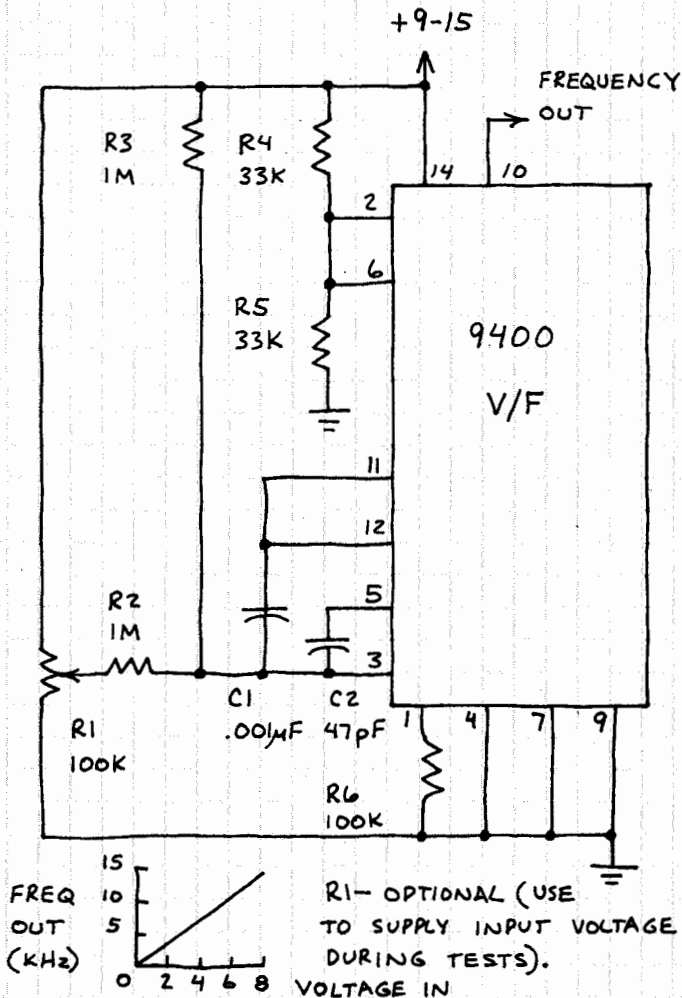 +9-15
FREQUENCY
OUT
R3
1M
R4
33K
14
10
2
6
R5
33K
9400
V/F
11
12
5
3
R2
1M
C1
.001µF
C2
47pF
R1
100K
1
4
7
9
R6
100K
FREQ
OUT
(KHz)
15
10
5
0 2 4 6 8
VOLTAGE IN
R1- OPTIONAL (USE
TO SUPPLY INPUT VOLTAGE
DURING TESTS).